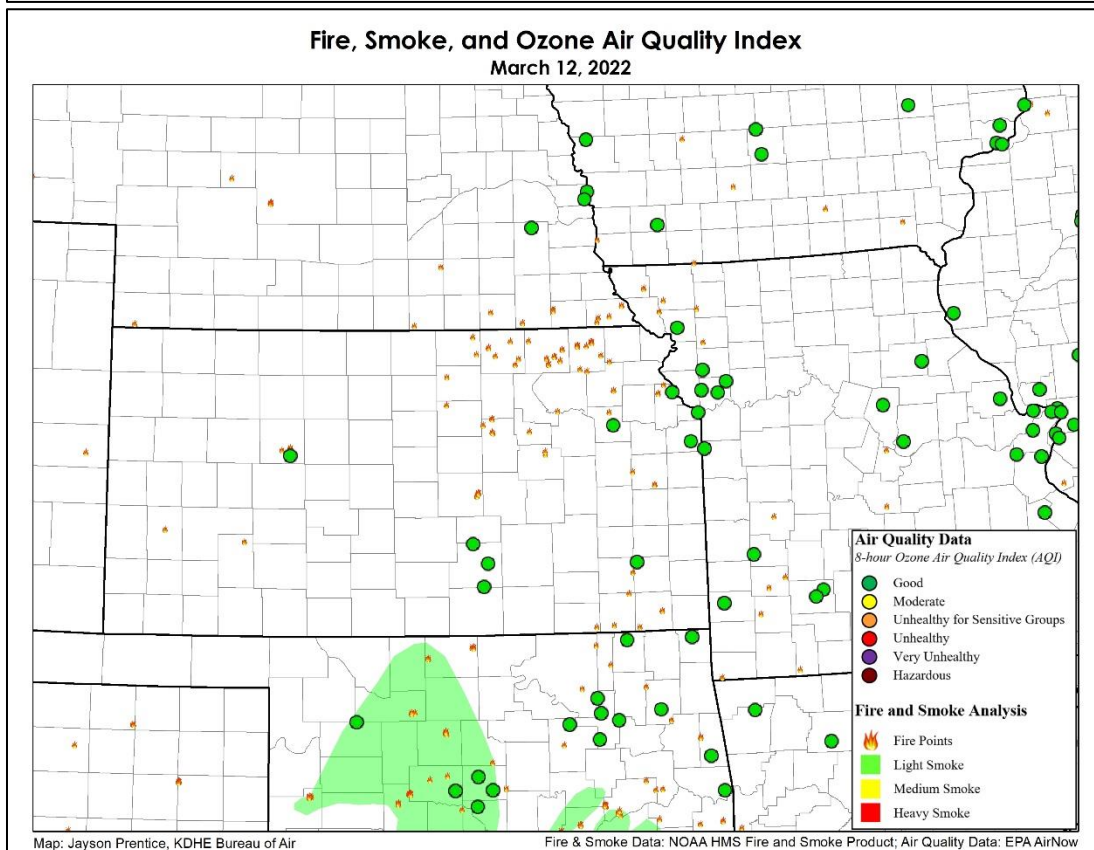 Fire, Smoke, and Ozone Air Quality Index
March 12, 2022
Air Quality Data
8-hour Ozone Air Quality Index (AQI)
Good
Moderate
Unhealthy for Sensitive Groups
Unhealthy
Very Unhealthy
Hazardous
Fire and Smoke Analysis
Fire Points
Light Smoke
Medium Smoke
Heavy Smoke
Map: Jayson Prentice, KDHE Bureau of Air
Fire & Smoke Data: NOAA HMS Fire and Smoke Product; Air Quality Data: EPA AirNow